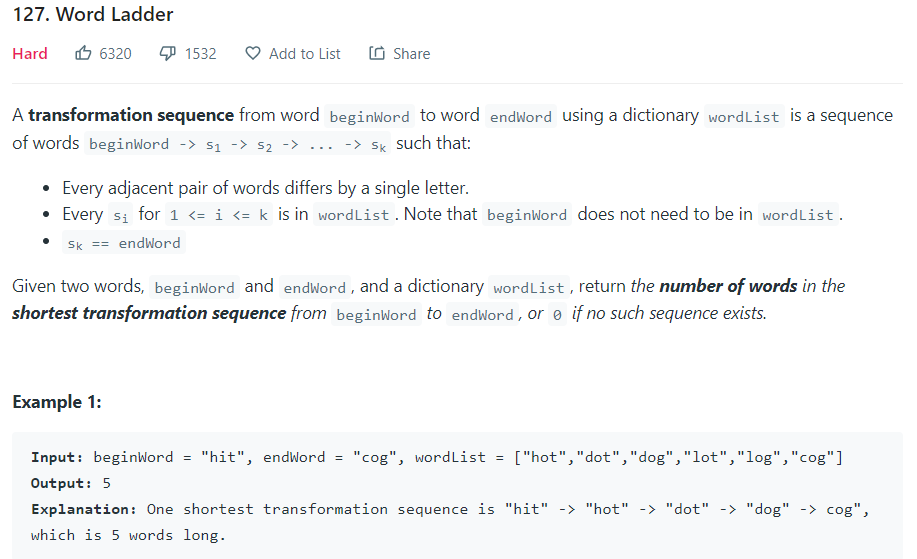 127. Word Ladder
Hard 6320 1532 Add to List Share
A transformation sequence from word beginWord to word endWord using a dictionary wordList is a sequence
of words beginWord -> s1 -> s2 -> ... -> sk such that:
• Every adjacent pair of words differs by a single letter.
• Every si for 1 <= i <= k is in wordList. Note that beginWord does not need to be in wordList.
• sk == endWord
Given two words, beginWord and endWord, and a dictionary wordList, return the number of words in the
shortest transformation sequence from beginWord to endWord, or 0 if no such sequence exists.
Example 1:
Input: beginWord = "hit", endWord = "cog", wordList = ["hot","dot","dog","lot","log","cog"]
Output: 5
Explanation: One shortest transformation sequence is "hit" -> "hot" -> "dot" -> "dog" -> cog",
which is 5 words long.